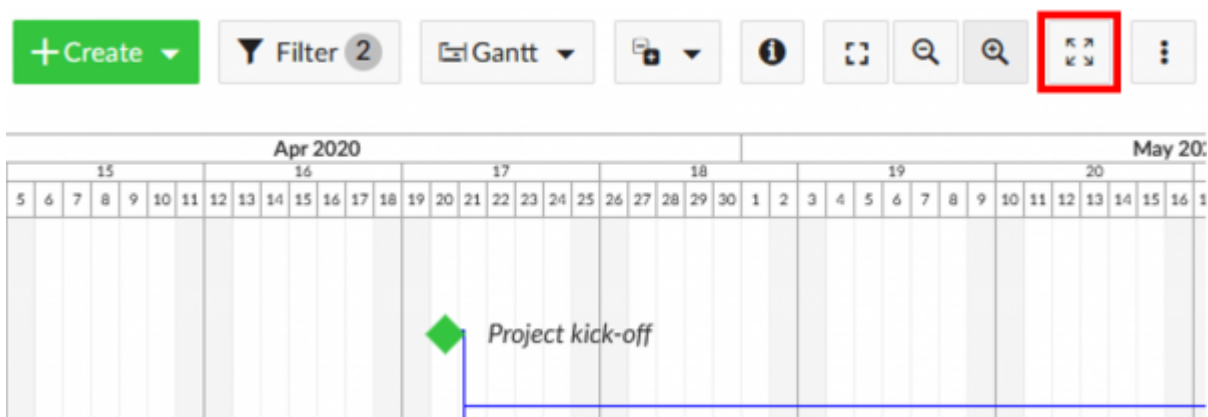 + Create Filter 2 Gantt
Apr 2020 May 20
15 16 17 18 19 20
5 6 7 8 9 10 11 12 13 14 15 16 17 18 19 20 21 22 23 24 25 26 27 28 29 30 1 2 3 4 5 6 7 8 9 10 11 12 13 14 15 16 1
Project kick-off